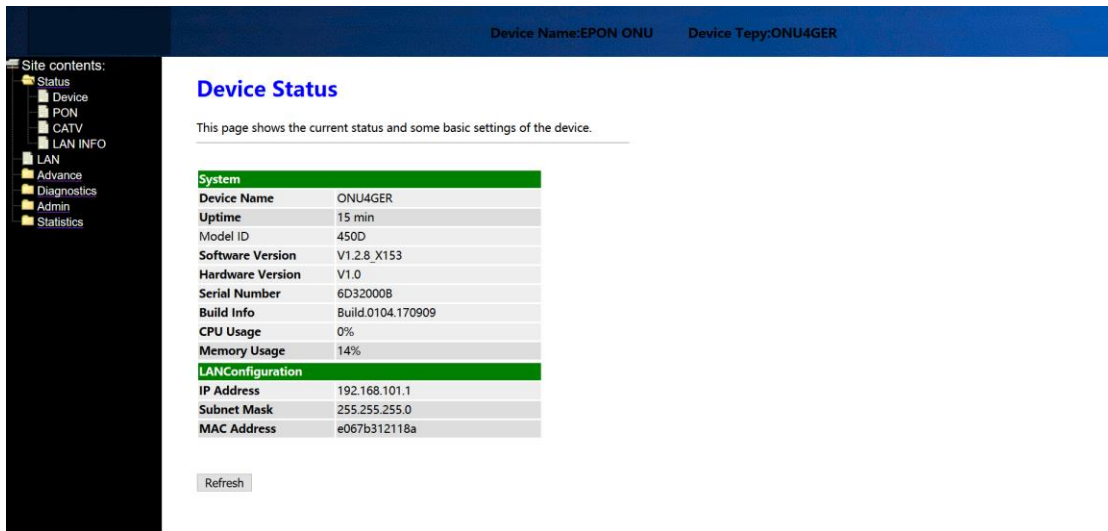 Device Name:EPON ONU Device Tepy:ONU4GER
Site contents:
Status
Device
PON
CATV
LAN INFO
LAN
Advance
Diagnostics
Admin
Statistics
Device Status
This page shows the current status and some basic settings of the device.
System
Device Name ONU4GER
Uptime 15 min
Model ID 450D
Software Version V1.2.8_X153
Hardware Version V1.0
Serial Number 6D32000B
Build Info Build.0104.170909
CPU Usage 0%
Memory Usage 14%
LANConfiguration
IP Address 192.168.101.1
Subnet Mask 255.255.255.0
MAC Address e067b312118a
Refresh